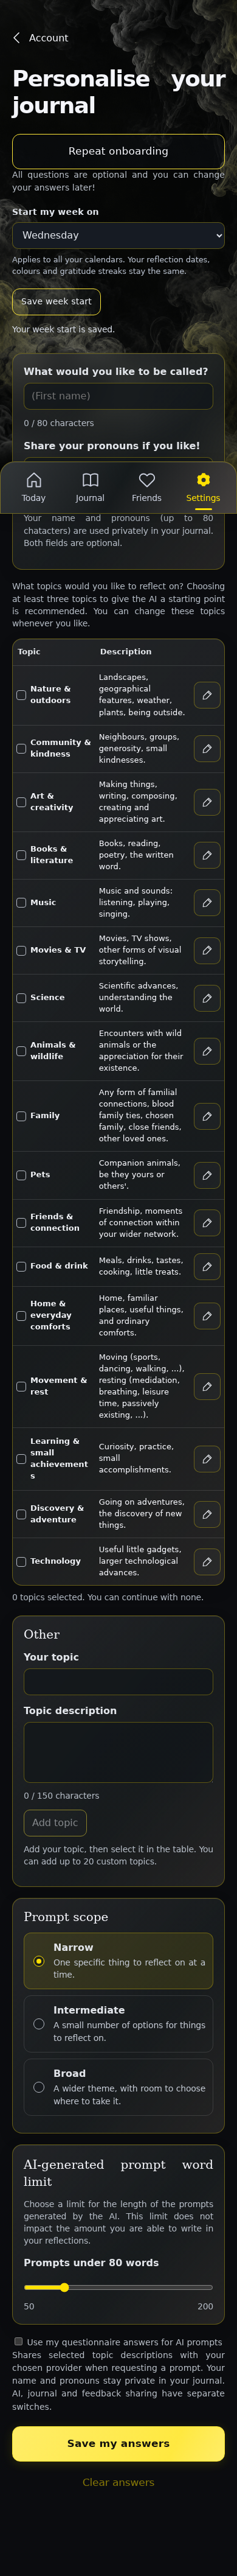 Account
Personalise your
journal
Repeat onboarding
All questions are optional and you can change
your answers later!
Start my week on
Wednesday
Applies to all your calendars. Your reflection dates,
colours and gratitude streaks stay the same.
Save week start
Your week start is saved.
What would you like to be called?
(First name)
0 / 80 characters
Share your pronouns if you like!
Today
Journal
Friends
Settings
Your name and pronouns (up to 80
chatacters) are used privately in your journal.
Both fields are optional.
What topics would you like to reflect on? Choosing
at least three topics to give the AI a starting point
is recommended. You can change these topics
whenever you like.
Topic Description
Nature &
outdoors
Landscapes,
geographical
features, weather,
plants, being outside.
Community &
kindness
Neighbours, groups,
generosity, small
kindnesses.
Art &
creativity
Making things,
writing, composing,
creating and
appreciating art.
Books &
literature
Books, reading,
poetry, the written
word.
Music
Music and sounds:
listening, playing,
singing.
Movies & TV
Movies, TV shows,
other forms of visual
storytelling.
Science
Scientific advances,
understanding the
world.
Animals &
wildlife
Encounters with wild
animals or the
appreciation for their
existence.
Family
Any form of familial
connections, blood
family ties, chosen
family, close friends,
other loved ones.
Pets
Companion animals,
be they yours or
others'.
Friends &
connection
Friendship, moments
of connection within
your wider network.
Food & drink
Meals, drinks, tastes,
cooking, little treats.
Home &
everyday
comforts
Home, familiar
places, useful things,
and ordinary
comforts.
Movement &
rest
Moving (sports,
dancing, walking, ...),
resting (medidation,
breathing, leisure
time, passively
existing, ...).
Learning &
small
achievement
s
Curiosity, practice,
small
accomplishments.
Discovery &
adventure
Going on adventures,
the discovery of new
things.
Technology
Useful little gadgets,
larger technological
advances.
0 topics selected. You can continue with none.
Other
Your topic
Topic description
0 / 150 characters
Add topic
Add your topic, then select it in the table. You
can add up to 20 custom topics.
Prompt scope
Narrow
One specific thing to reflect on at a
time.
Intermediate
A small number of options for things
to reflect on.
Broad
A wider theme, with room to choose
where to take it.
AI-generated prompt word
limit
Choose a limit for the length of the prompts
generated by the AI. This limit does not
impact the amount you are able to write in
your reflections.
Prompts under 80 words
50 200
Use my questionnaire answers for AI prompts
Shares selected topic descriptions with your
chosen provider when requesting a prompt. Your
name and pronouns stay private in your journal.
AI, journal and feedback sharing have separate
switches.
Save my answers
Clear answers